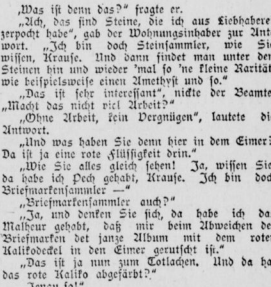 „Was ist denn das?“ fragte er.
„Ach, das sind Steine, die ich aus Liebhaberei
zerpocht habe“, gab der Wohnungsinhaber zur Ant-
wort. „Ich bin doch Steinsammler, wie Sie
wissen, Krause. Und dann findet man unter den
Steinen hin und wieder 'mal so 'ne kleine Rarität
wie beispielsweise einen Amethyst und so.“
„Das ist sehr interessant“, nickte der Beamte
„Macht das nicht viel Arbeit?“
„Ohne Arbeit, kein Vergnügen“, lautete die
Antwort.
„Und was haben Sie denn hier in dem Eimer?
Da ist ja eine rote Flüssigkeit drin.“
„Wie Sie alles gleich sehen! Ja, wissen Sie
da habe ich Pech gehabt, Krause. Ich bin doch
Briefmarkensammler —“
„Briefmarkensammler auch?“
„Ja, und denken Sie sich, da habe ich das
Malheur gehabt, daß mir beim Abweichen der
Briefmarken det janze Album mit dem roten
Kalikodeckel in den Eimer gerutscht ist.“
„Das ist ja nun zum Totlachen. Und da hat
das rote Kaliko abgefärbt?“
„Jenau so!“